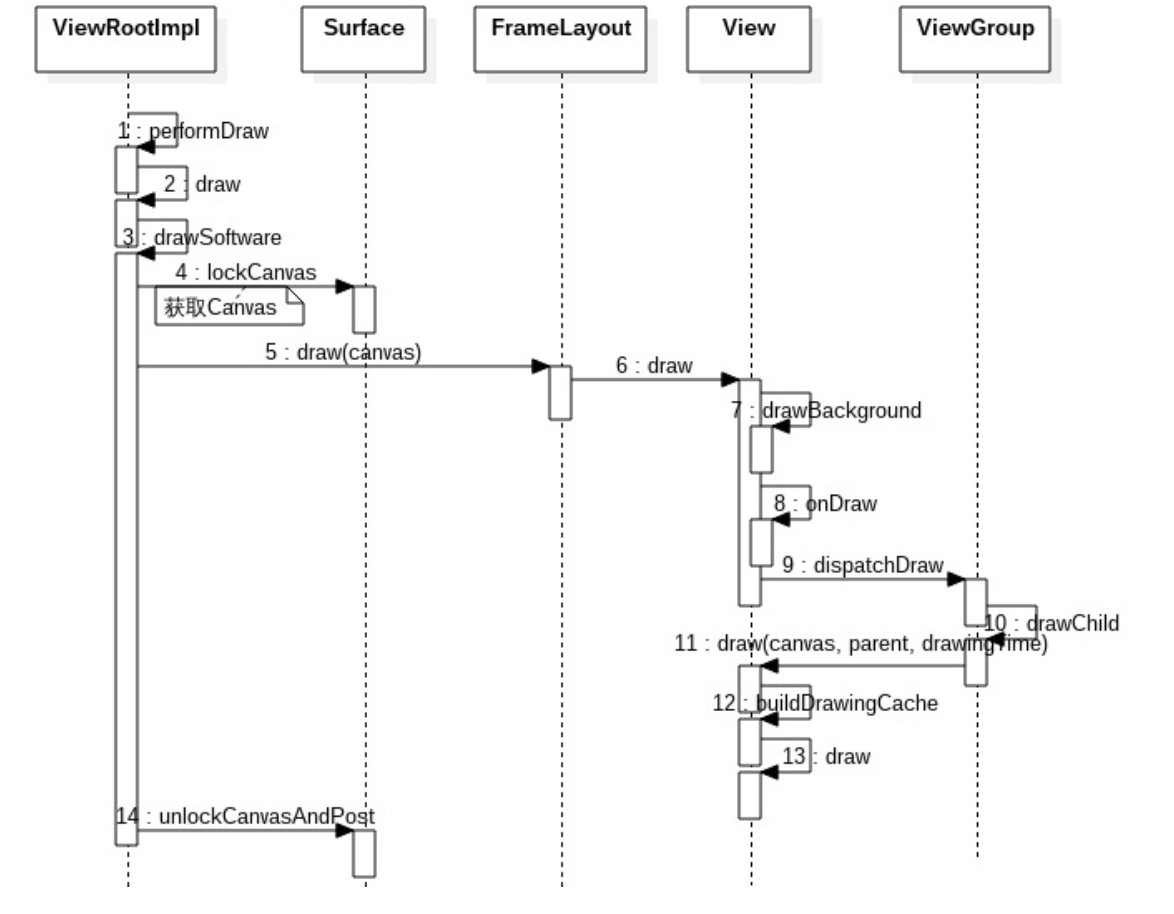 ViewRootImpl
Surface
FrameLayout
View
ViewGroup
1 : performDraw
2 : draw
3 : drawSoftware
4 : lockCanvas
获取Canvas
5 : draw(canvas)
6 : draw
7 : drawBackground
8 : onDraw
9 : dispatchDraw
10 : drawChild
11 : draw(canvas, parent, drawingTime)
12 : buildDrawingCache
13 : draw
14 : unlockCanvasAndPost